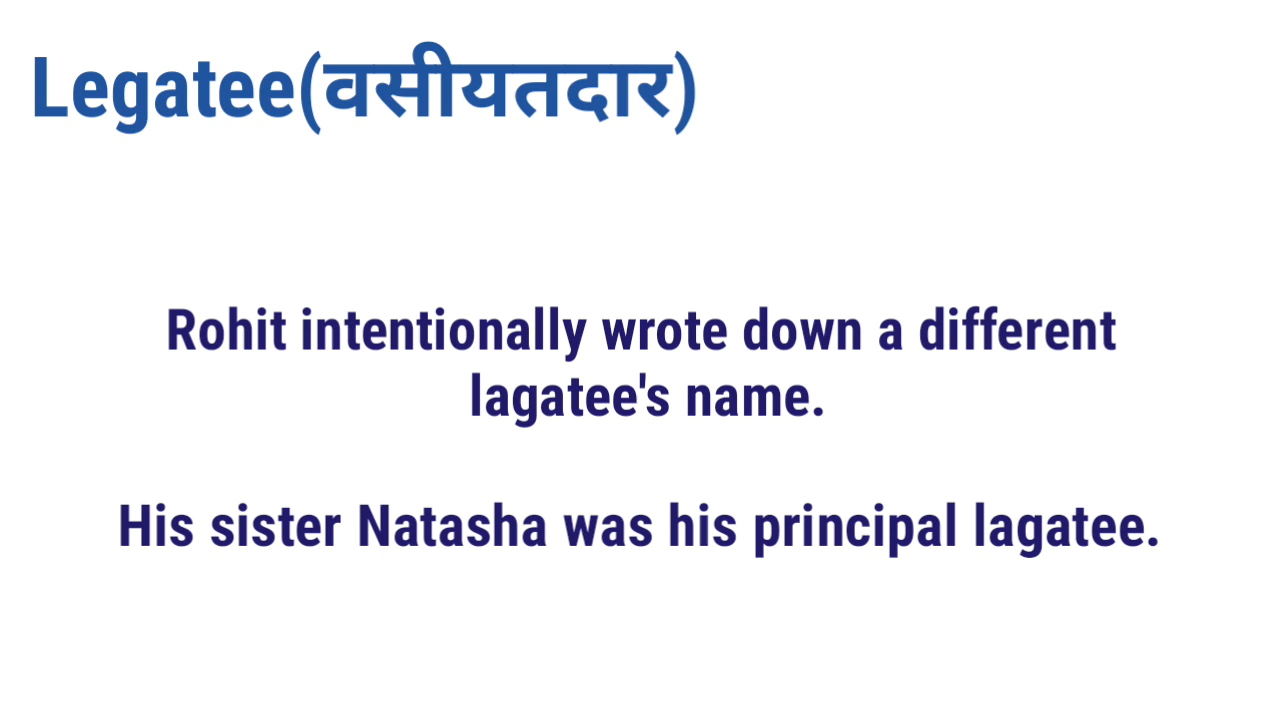 Legatee(वसीयतदार)
Rohit intentionally wrote down a different
lagatee's name.
His sister Natasha was his principal lagatee.